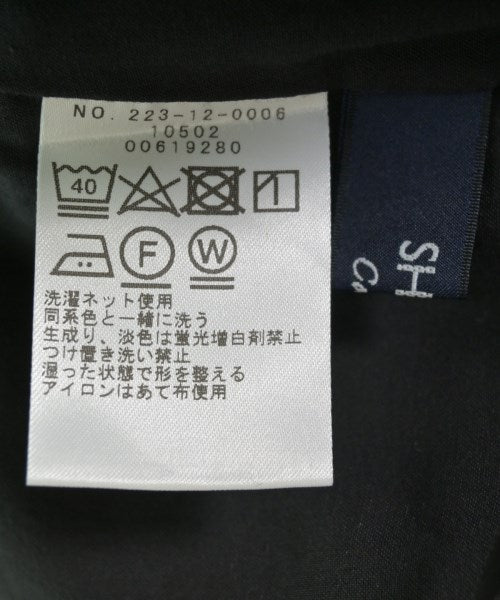 NO. 223-12-0006
10502
00619280
40
F
W
洗濯ネット使用
同系色と一緒に洗う
生成り、淡色は蛍光増白剤禁止
つけ置き洗い禁止
湿った状態で形を整える
アイロンはあて布使用
SH
Co